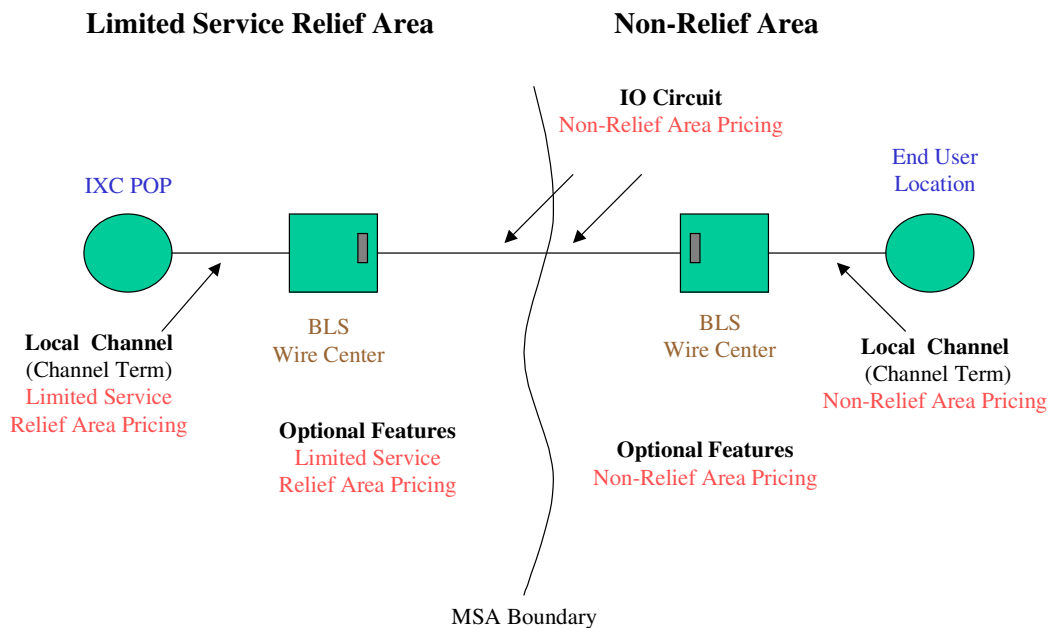 Limited Service Relief Area
Non-Relief Area
IO Circuit
Non-Relief Area Pricing
IXC POP
End User
Location
BLS
Wire Center
BLS
Wire Center
Local Channel
(Channel Term)
Limited Service
Relief Area Pricing
Local Channel
(Channel Term)
Non-Relief Area Pricing
Optional Features
Limited Service
Relief Area Pricing
Optional Features
Non-Relief Area Pricing
MSA Boundary